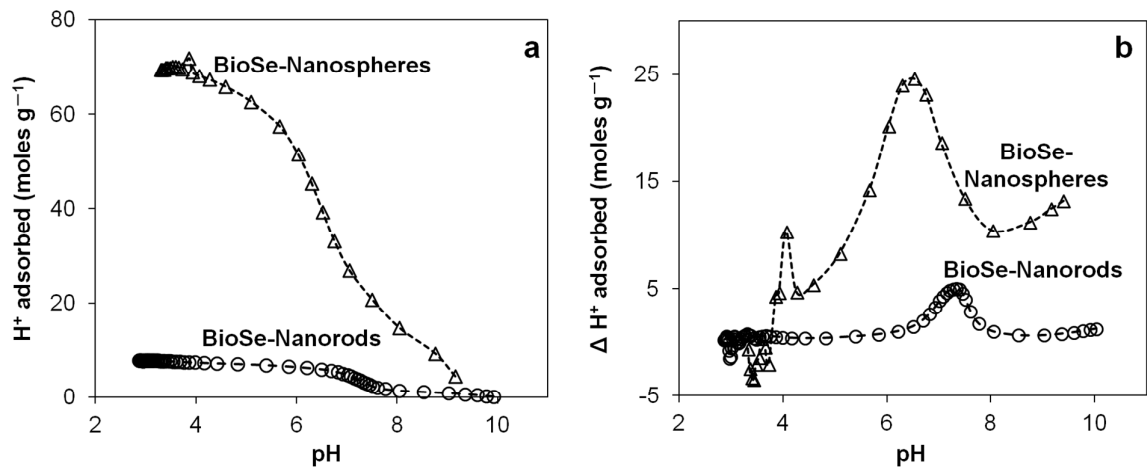 a
H⁺ adsorbed (moles g⁻¹)
80
60
40
20
0
BioSe-Nanospheres
BioSe-Nanorods
2
4
6
8
10
pH
b
Δ H⁺ adsorbed (moles g⁻¹)
25
15
5
-5
BioSe-
Nanospheres
BioSe-Nanorods
2
4
6
8
10
pH